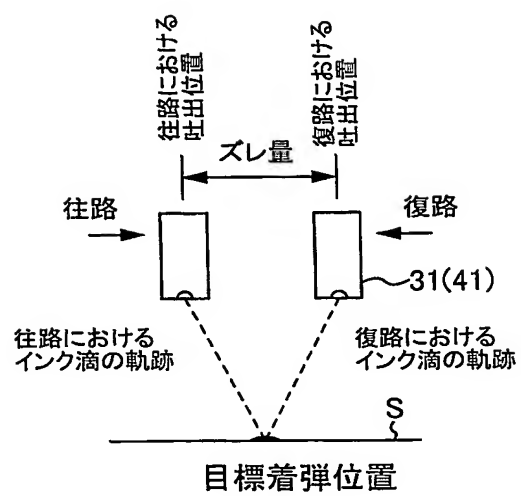 往路における
吐出位置
復路における
吐出位置
ズレ量
往路
復路
31(41)
往路における
インク滴の軌跡
復路における
インク滴の軌跡
S
目標着弾位置